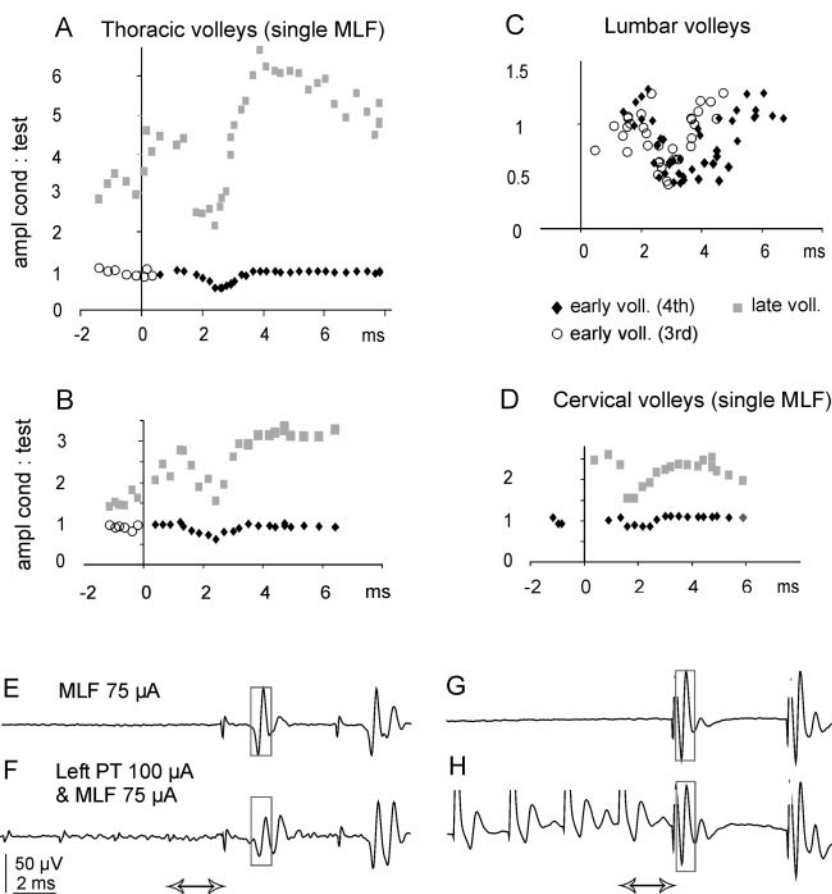 A Thoracic volleys (single MLF)
ampl cond : test
6
5
4
3
2
1
0
-2 0 2 4 6 ms
C Lumbar volleys
1.5
1
0.5
0
0 2 4 6 ms
early voll. (4th) late voll.
early voll. (3rd)
B
ampl cond : test
3
2
1
0
-2 0 2 4 6 ms
D Cervical volleys (single MLF)
2
1
0
-2 0 2 4 6 ms
E MLF 75 µA
G
F Left PT 100 µA
& MLF 75 µA
H
50 µV
2 ms